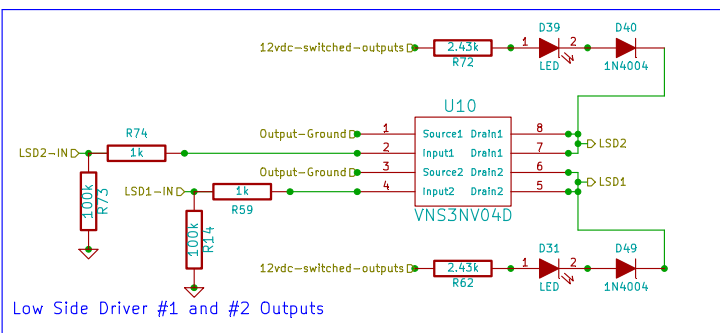 D39 D40
12vdc-switched-outputs 2.43k 1 2
R72 LED 1N4004
U10
R74 Output-Ground 1 Source1 Drain1 8
LSD2-IN 1k 2 Input1 Drain1 7 LSD2
Output-Ground 3 Source2 Drain2 6
100k R73 LSD1-IN 1k 4 Input2 Drain2 5 LSD1
R59 VNS3NV04D
100k R14
D31 D49
12vdc-switched-outputs 2.43k 1 2
R62 LED 1N4004
Low Side Driver #1 and #2 Outputs